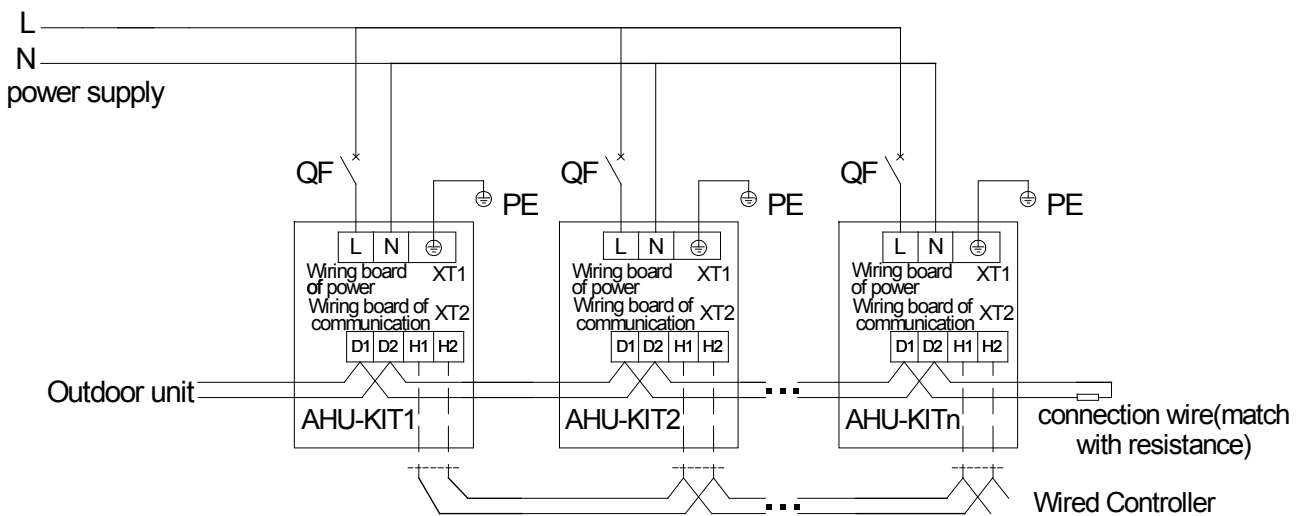 L
N
power supply
QF
PE
QF
PE
QF
PE
L N
Wiring board
of power
XT1
Wiring board of
communication
XT2
D1 D2 H1 H2
L N
Wiring board
of power
XT1
Wiring board of
communication
XT2
D1 D2 H1 H2
L N
Wiring board
of power
XT1
Wiring board of
communication
XT2
D1 D2 H1 H2
Outdoor unit
AHU-KIT1
AHU-KIT2
AHU-KITn
connection wire(match
with resistance)
Wired Controller